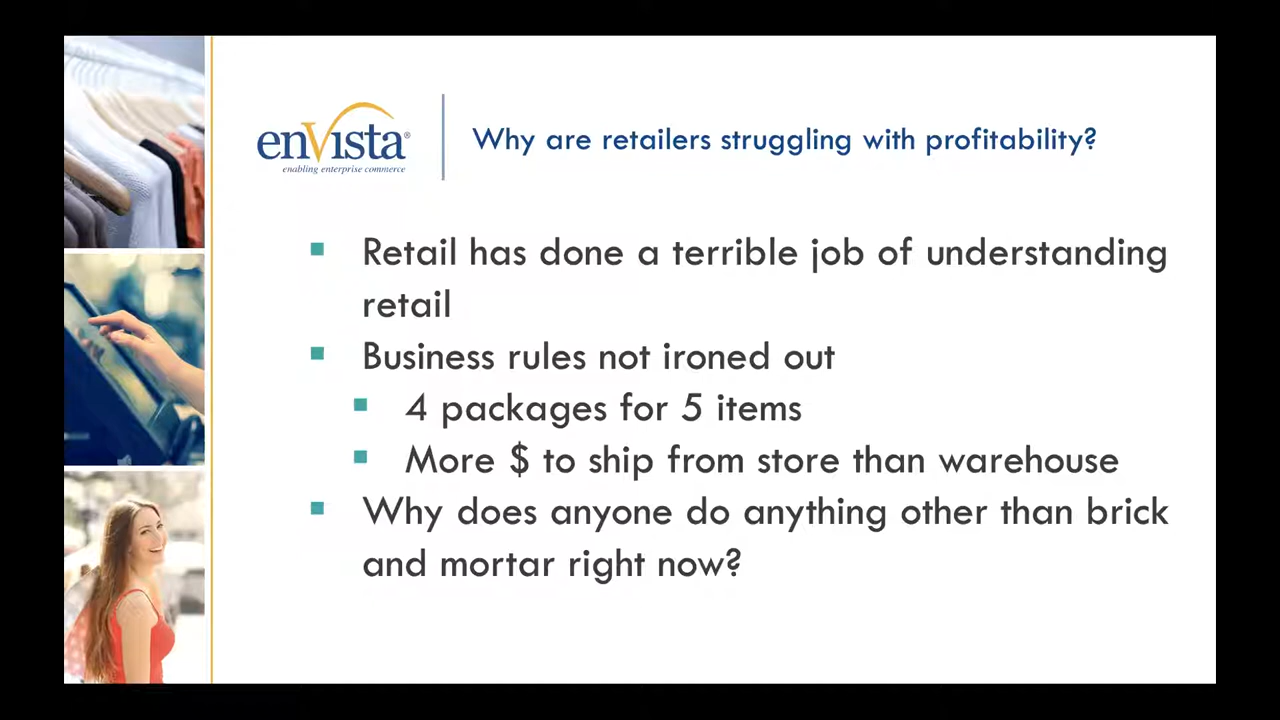 enVista®
enabling enterprise commerce
Why are retailers struggling with profitability?
Retail has done a terrible job of understanding
retail
Business rules not ironed out
4 packages for 5 items
More $ to ship from store than warehouse
Why does anyone do anything other than brick
and mortar right now?